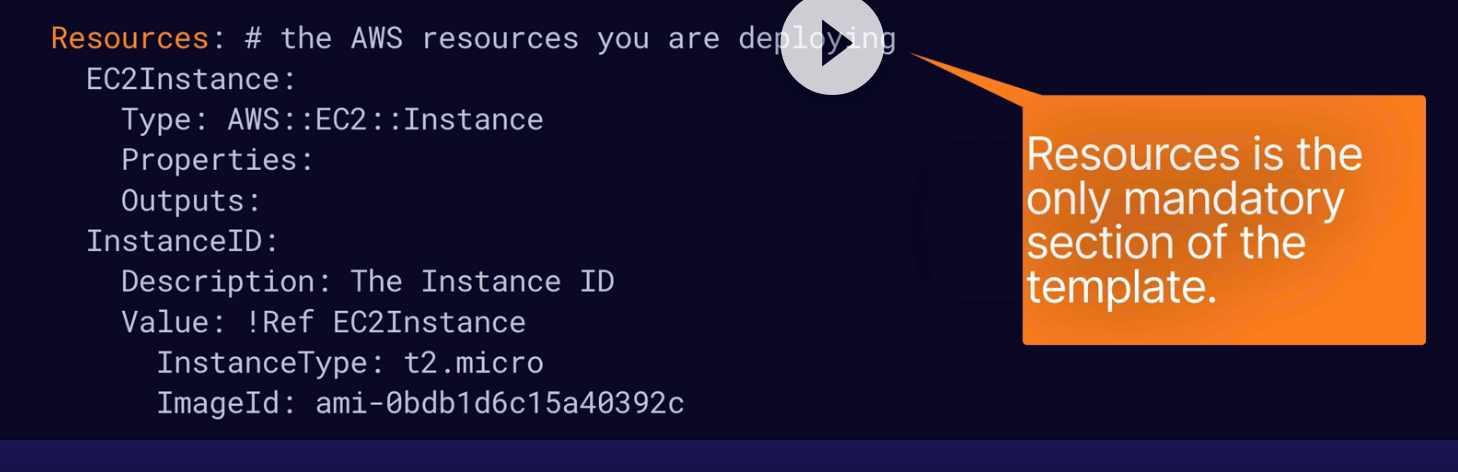 Resources: # the AWS resources you are deploying
EC2Instance:
Type: AWS::EC2::Instance
Properties:
Outputs:
InstanceID:
Description: The Instance ID
Value: !Ref EC2Instance
InstanceType: t2.micro
ImageId: ami-0bdb1d6c15a40392c
Resources is the
only mandatory
section of the
template.